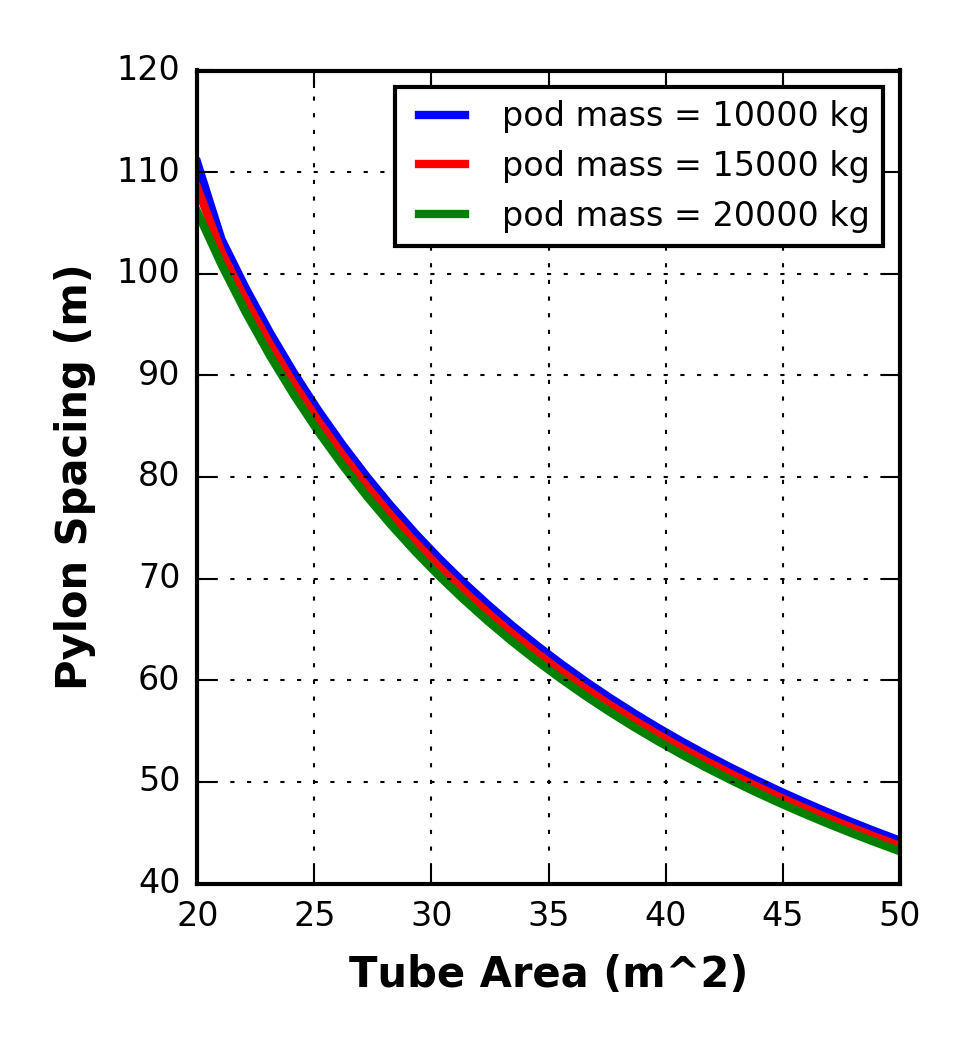 120
110
100
90
80
70
60
50
40
Pylon Spacing (m)
pod mass = 10000 kg
pod mass = 15000 kg
pod mass = 20000 kg
20 25 30 35 40 45 50
Tube Area (m^2)